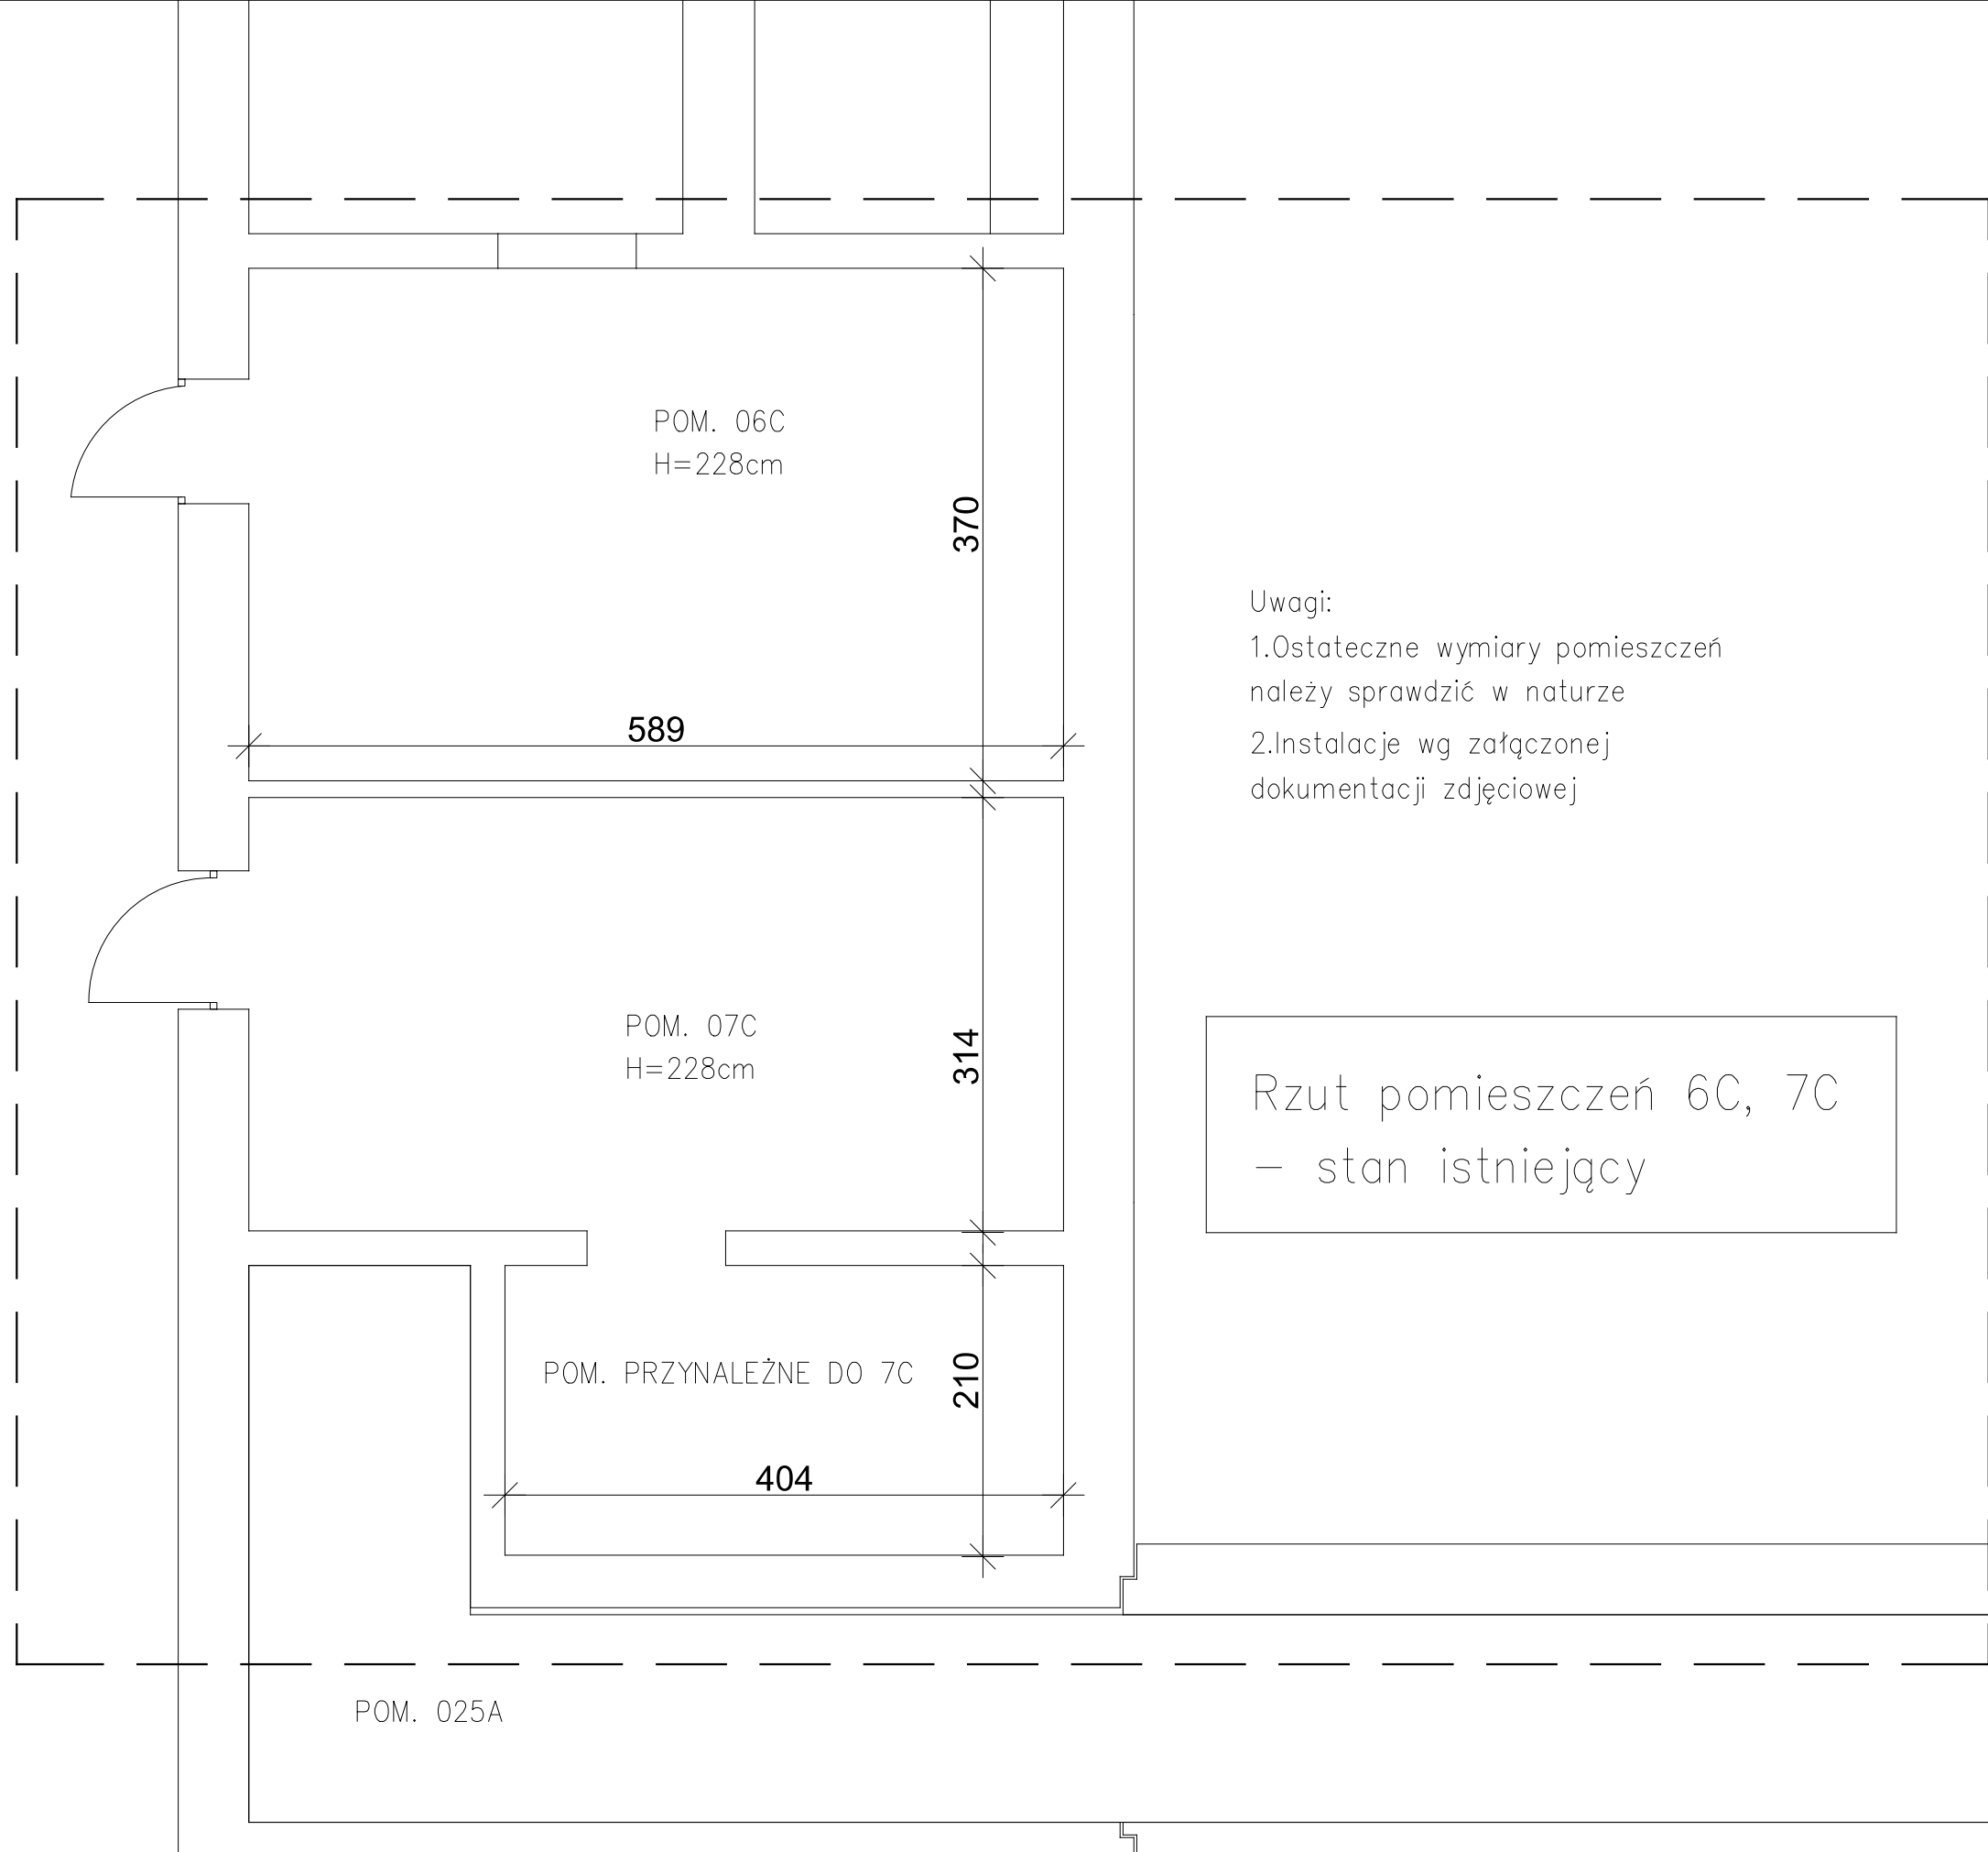 POM. 06C
H=228cm
370
589
Uwagi:
1.Ostateczne wymiary pomieszczeń
należy sprawdzić w naturze
2.Instalacje wg załączonej
dokumentacji zdjęciowej
POM. 07C
H=228cm
314
Rzut pomieszczeń 6C, 7C
– stan istniejący
POM. PRZYNALEŻNE DO 7C
210
404
POM. 025A